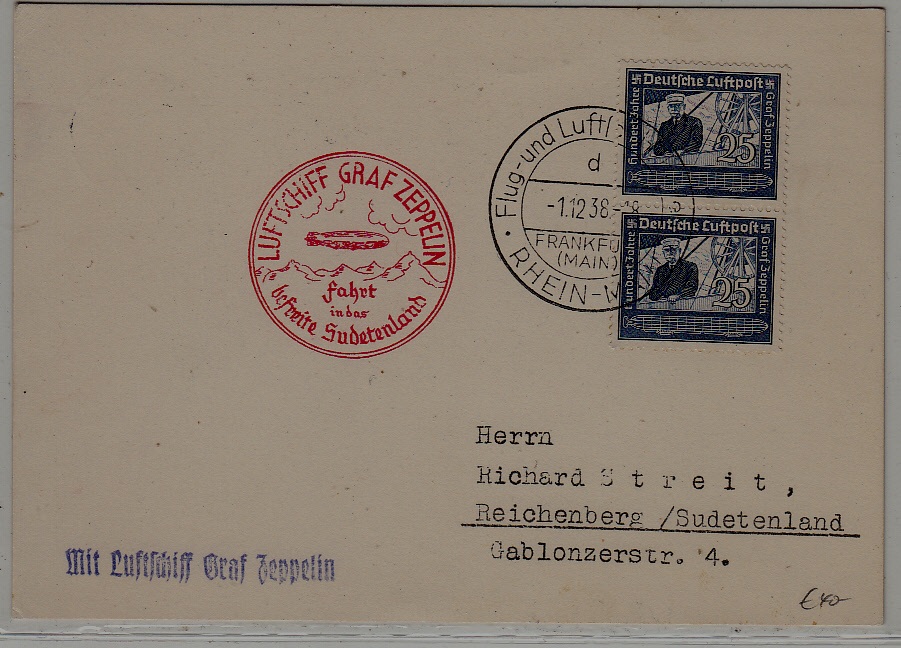 LUFTSCHIFF GRAF ZEPPELIN
Fahrt
in das
befreite Sudetenland
Flug- und Luft
d
-1.12.38.-18
b
FRANKFU
(MAIN)
RHEIN-M
Deutsche Luftpost
Hundert Jahre
Graf Zeppelin
25
Deutsche Luftpost
undert Jahre
Graf Zeppelin
25
Herrn
Richard Streit,
Reichenberg /Sudetenland
Gablonzerstr. 4.
Mit Luftschiff Graf Zeppelin
€40-